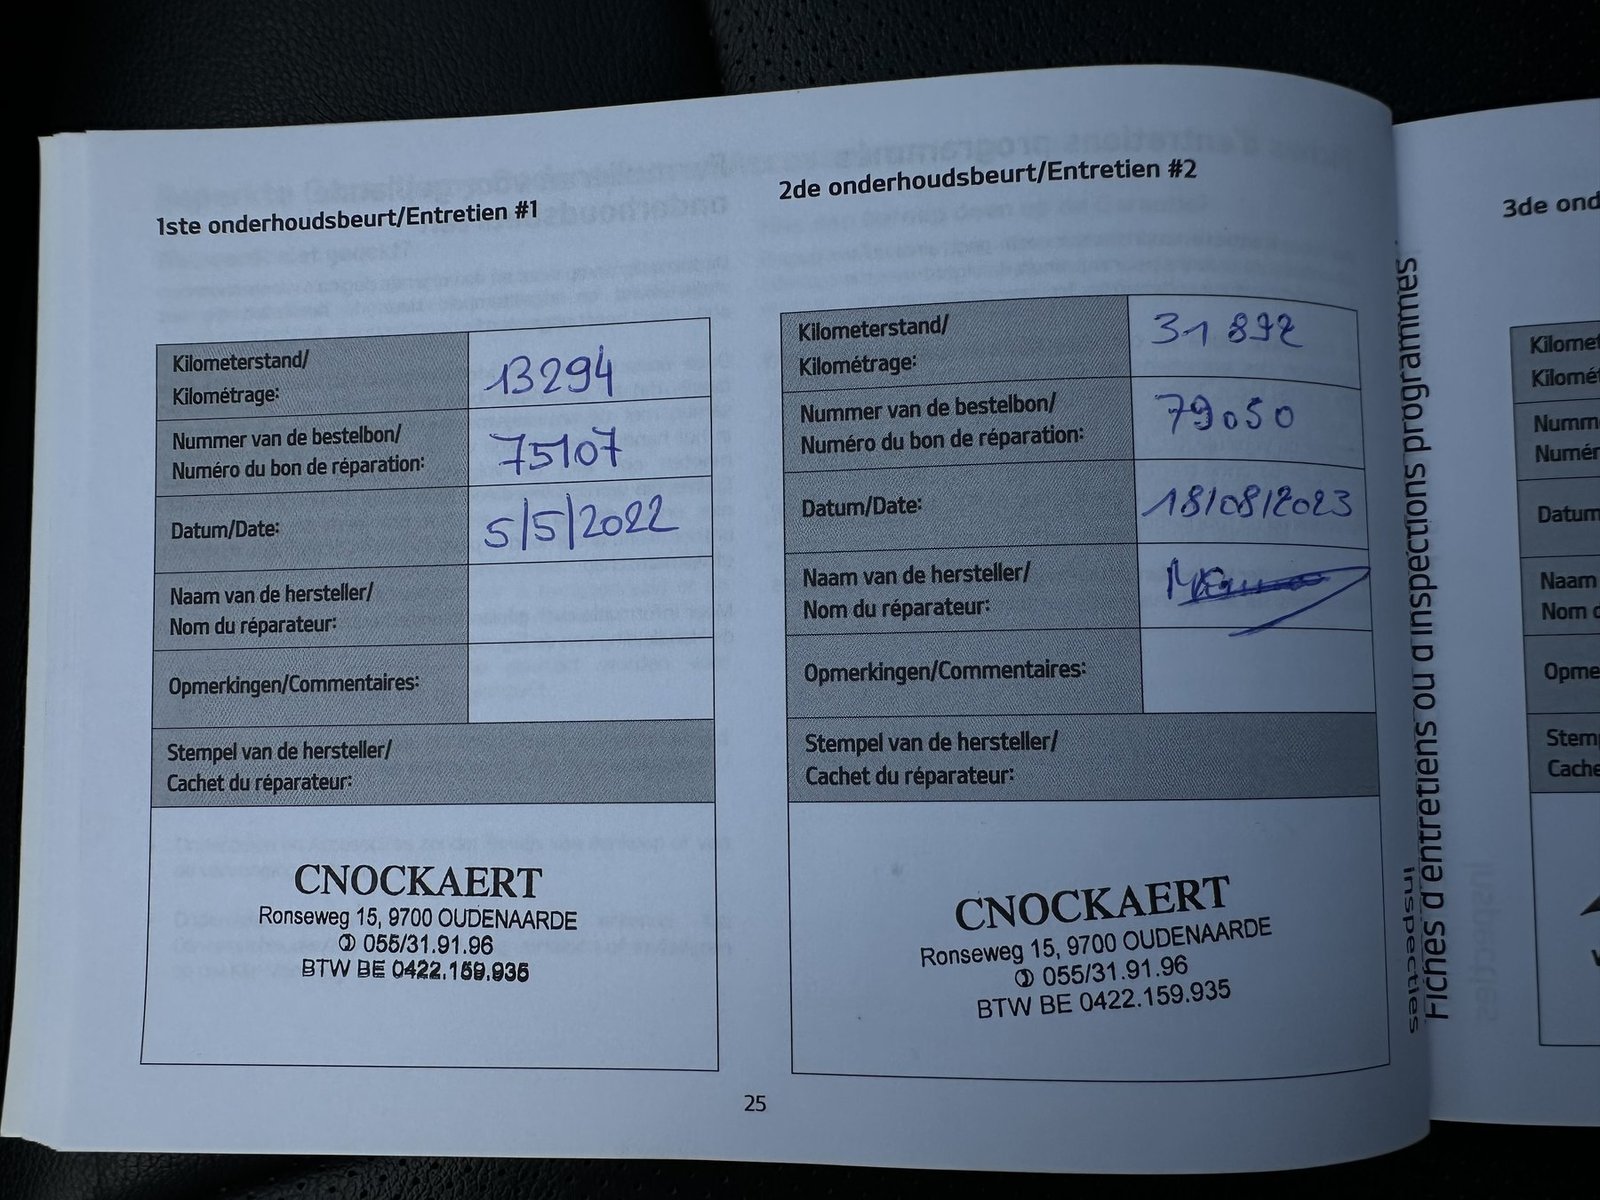 1ste onderhoudsbeurt/Entretien #1
Kilometerstand/
Kilométrage:
13294
Nummer van de bestelbon/
Numéro du bon de réparation:
75107
Datum/Date:
5/5/2022
Naam van de hersteller/
Nom du réparateur:
Opmerkingen/Commentaires:
Stempel van de hersteller/
Cachet du réparateur:
CNOCKAERT
Ronseweg 15, 9700 OUDENAARDE
055/31.91.96
BTW BE 0422.159.935
2de onderhoudsbeurt/Entretien #2
Kilometerstand/
Kilométrage:
31 892
Nummer van de bestelbon/
Numéro du bon de réparation:
79050
Datum/Date:
18/08/2023
Naam van de hersteller/
Nom du réparateur:
Opmerkingen/Commentaires:
Stempel van de hersteller/
Cachet du réparateur:
CNOCKAERT
Ronseweg 15, 9700 OUDENAARDE
055/31.91.96
BTW BE 0422.159.935
25
inspecties
Fiches d'entretiens ou d'inspections programmées
3de ond
Kilomet
Kilomét
Numm
Numér
Datum
Naam
Nom d
Opme
Stemp
Cache